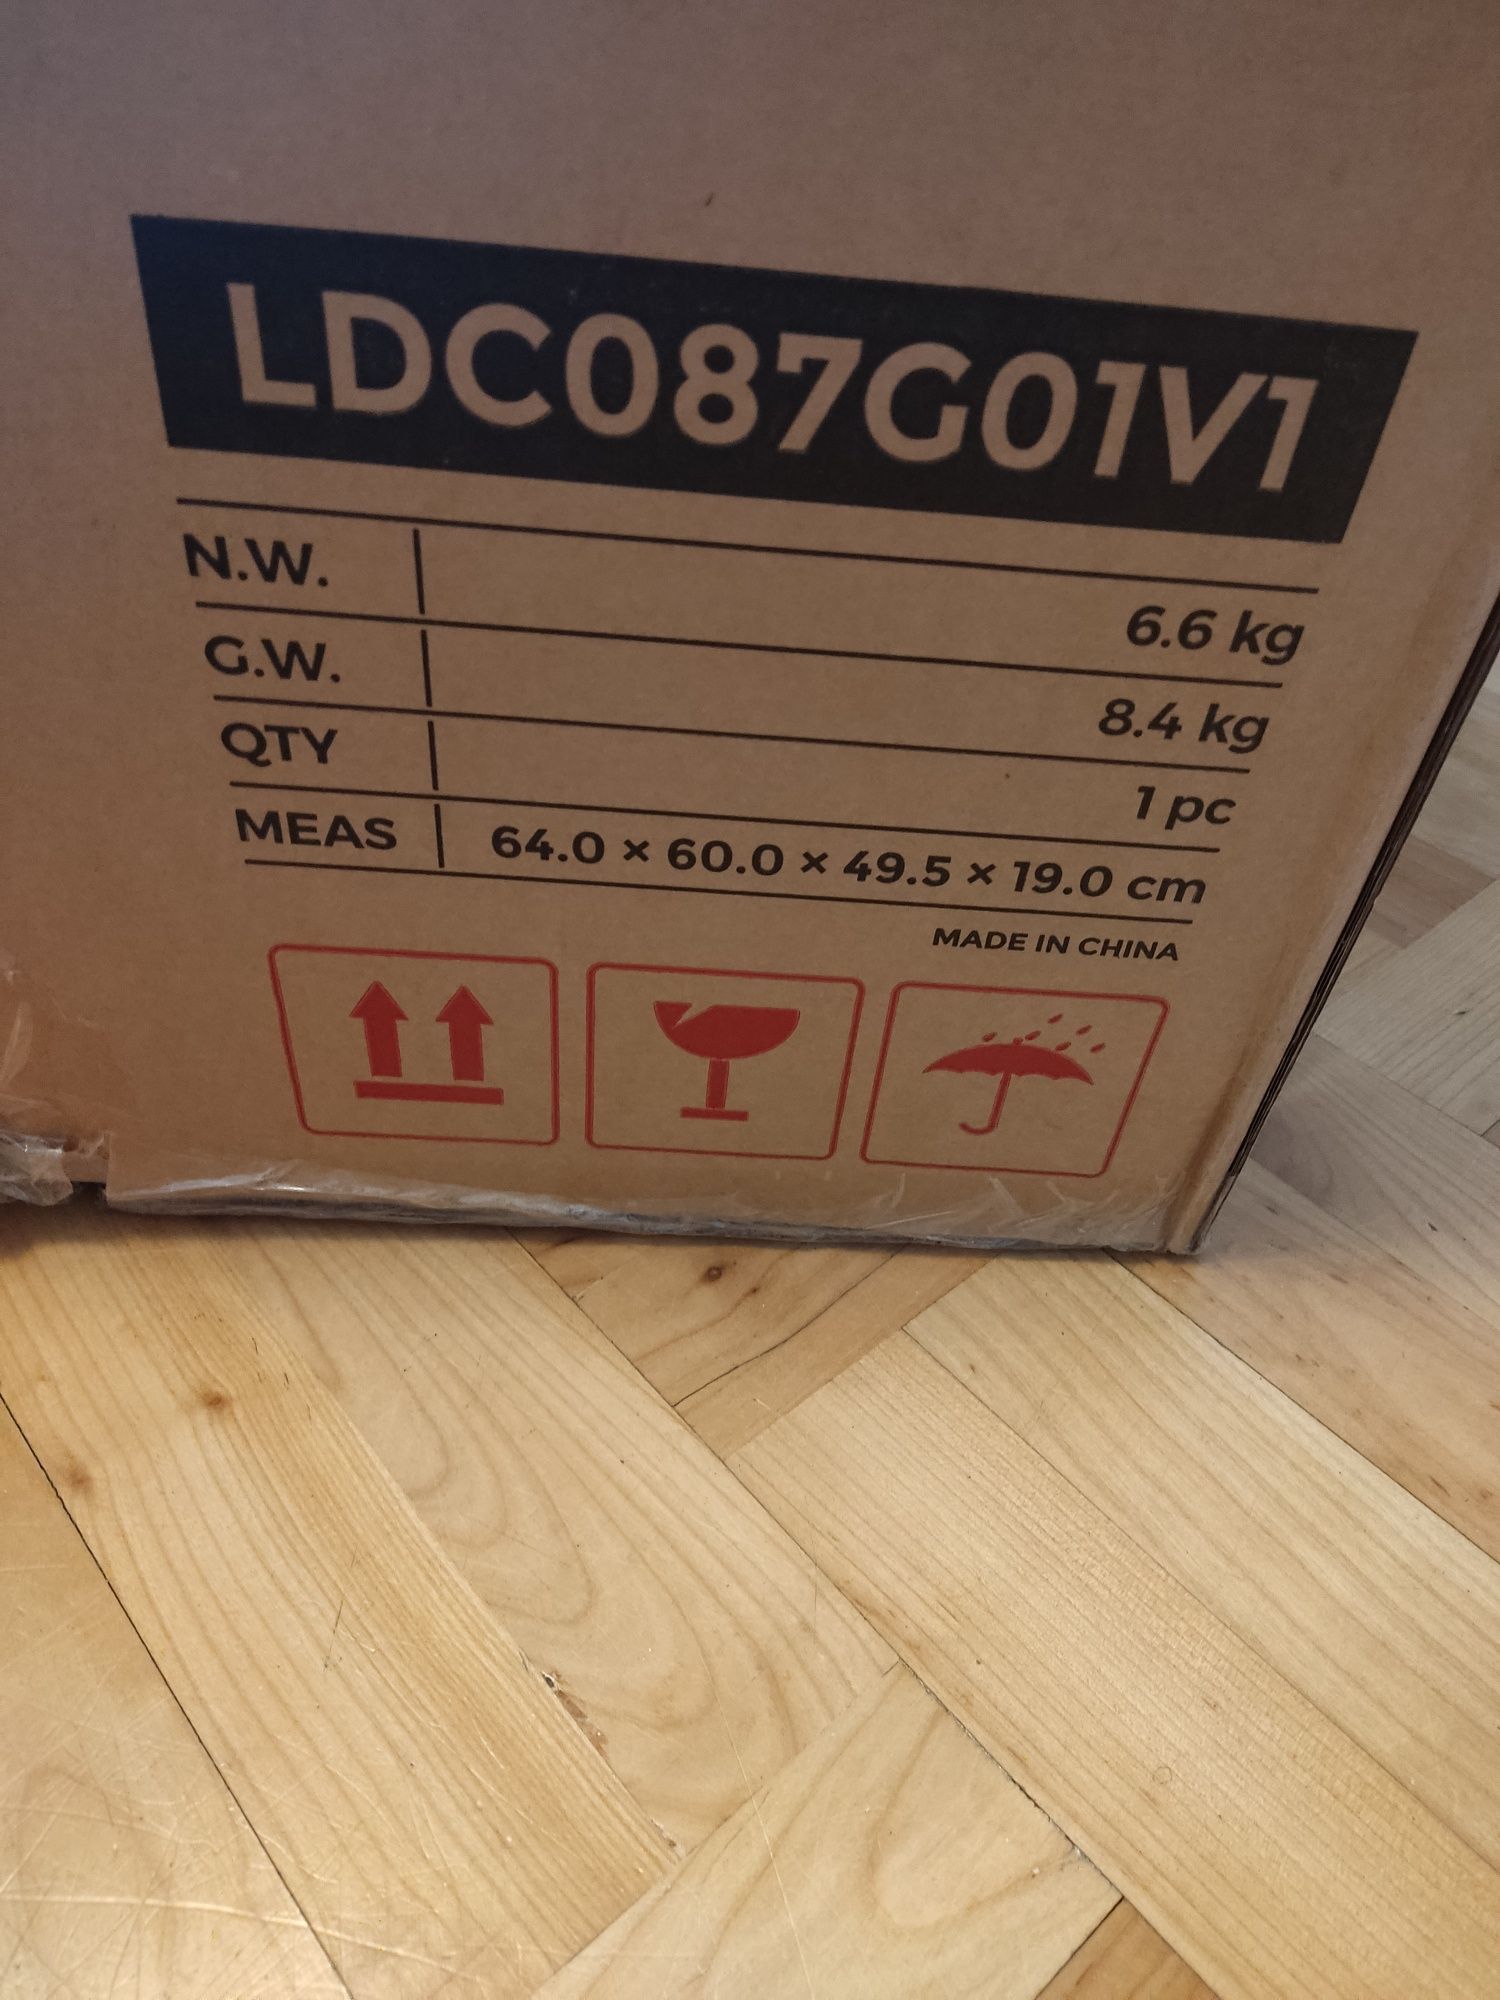 LDC087G01V1
N.W. 6.6 kg
G.W. 8.4 kg
QTY 1 pc
MEAS 64.0 × 60.0 × 49.5 × 19.0 cm
MADE IN CHINA